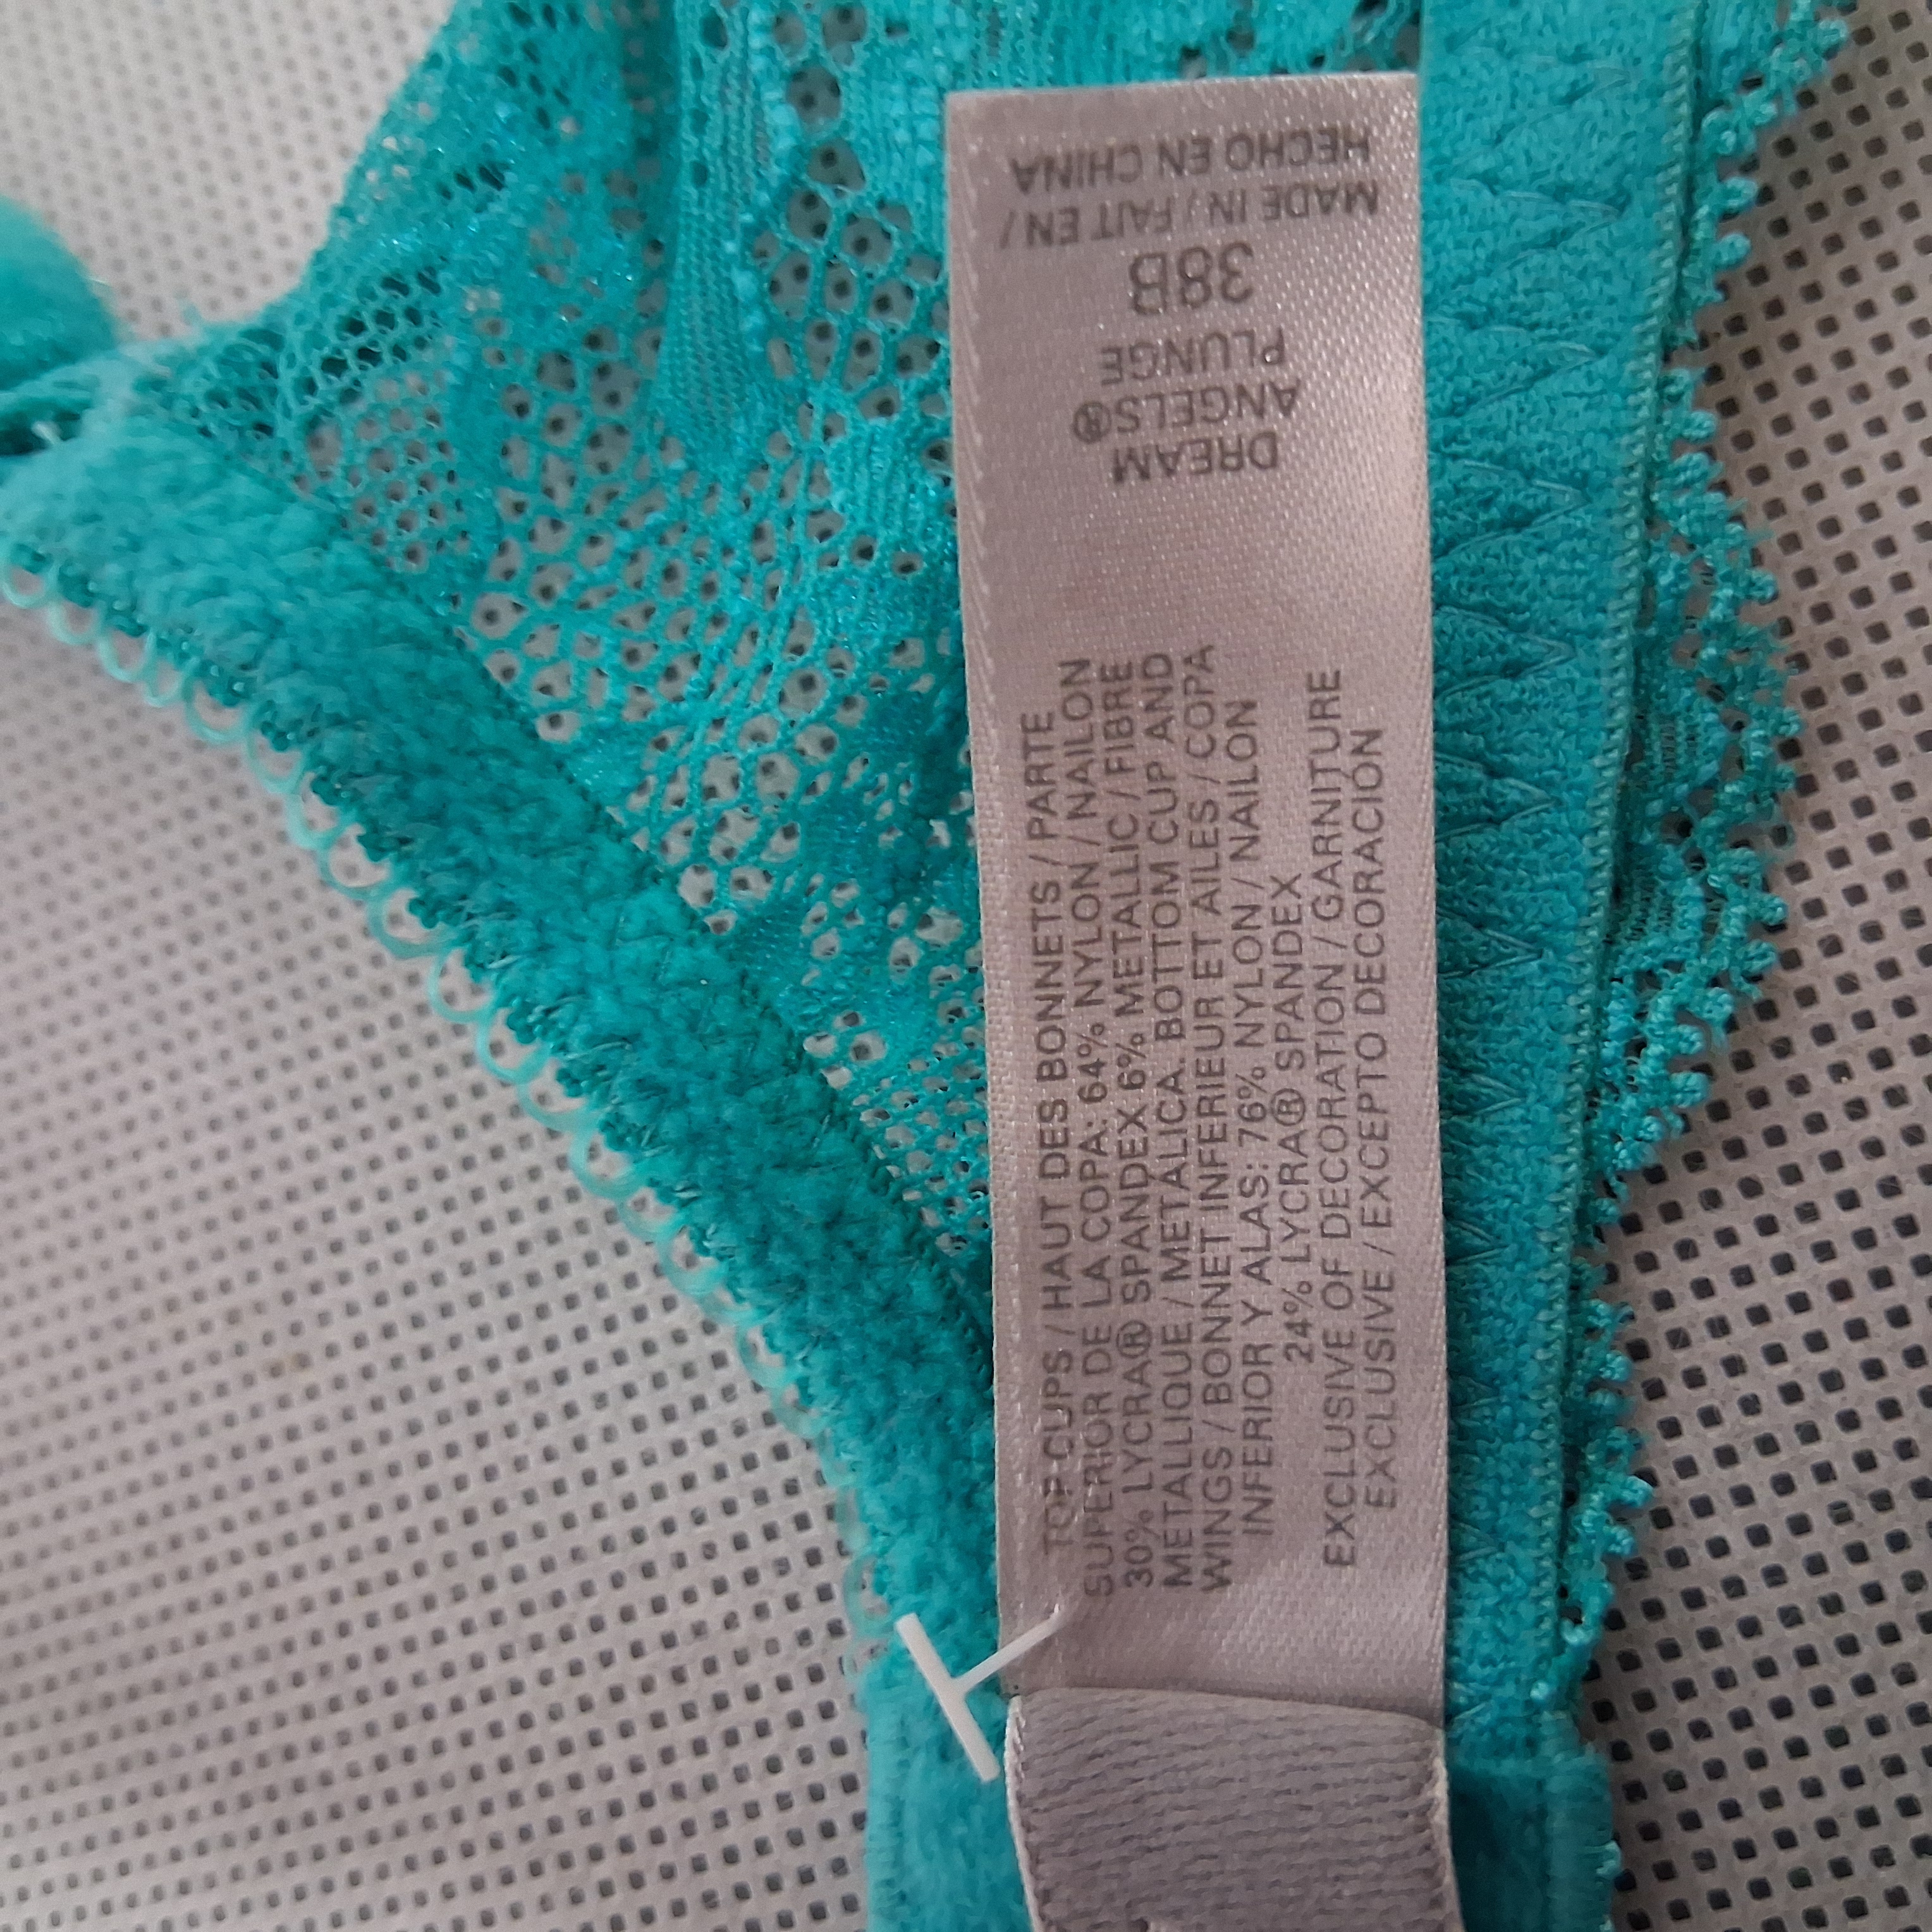 DREAM
ANGELS®
PLUNGE
38B
MADE IN / FAIT EN /
HECHO EN CHINA
TOP CUPS / HAUT DES BONNETS / PARTE
SUPERIOR DE LA COPA: 64% NYLON / NAILON
30% LYCRA® SPANDEX 6% METALLIC / FIBRE
METALLIQUE / METALICA. BOTTOM CUP AND
WINGS / BONNET INFERIEUR ET AILES / COPA
INFERIOR Y ALAS: 76% NYLON / NAILON
24% LYCRA® SPANDEX
EXCLUSIVE OF DECORATION / GARNITURE
EXCLUSIVE / EXCEPTO DECORACION